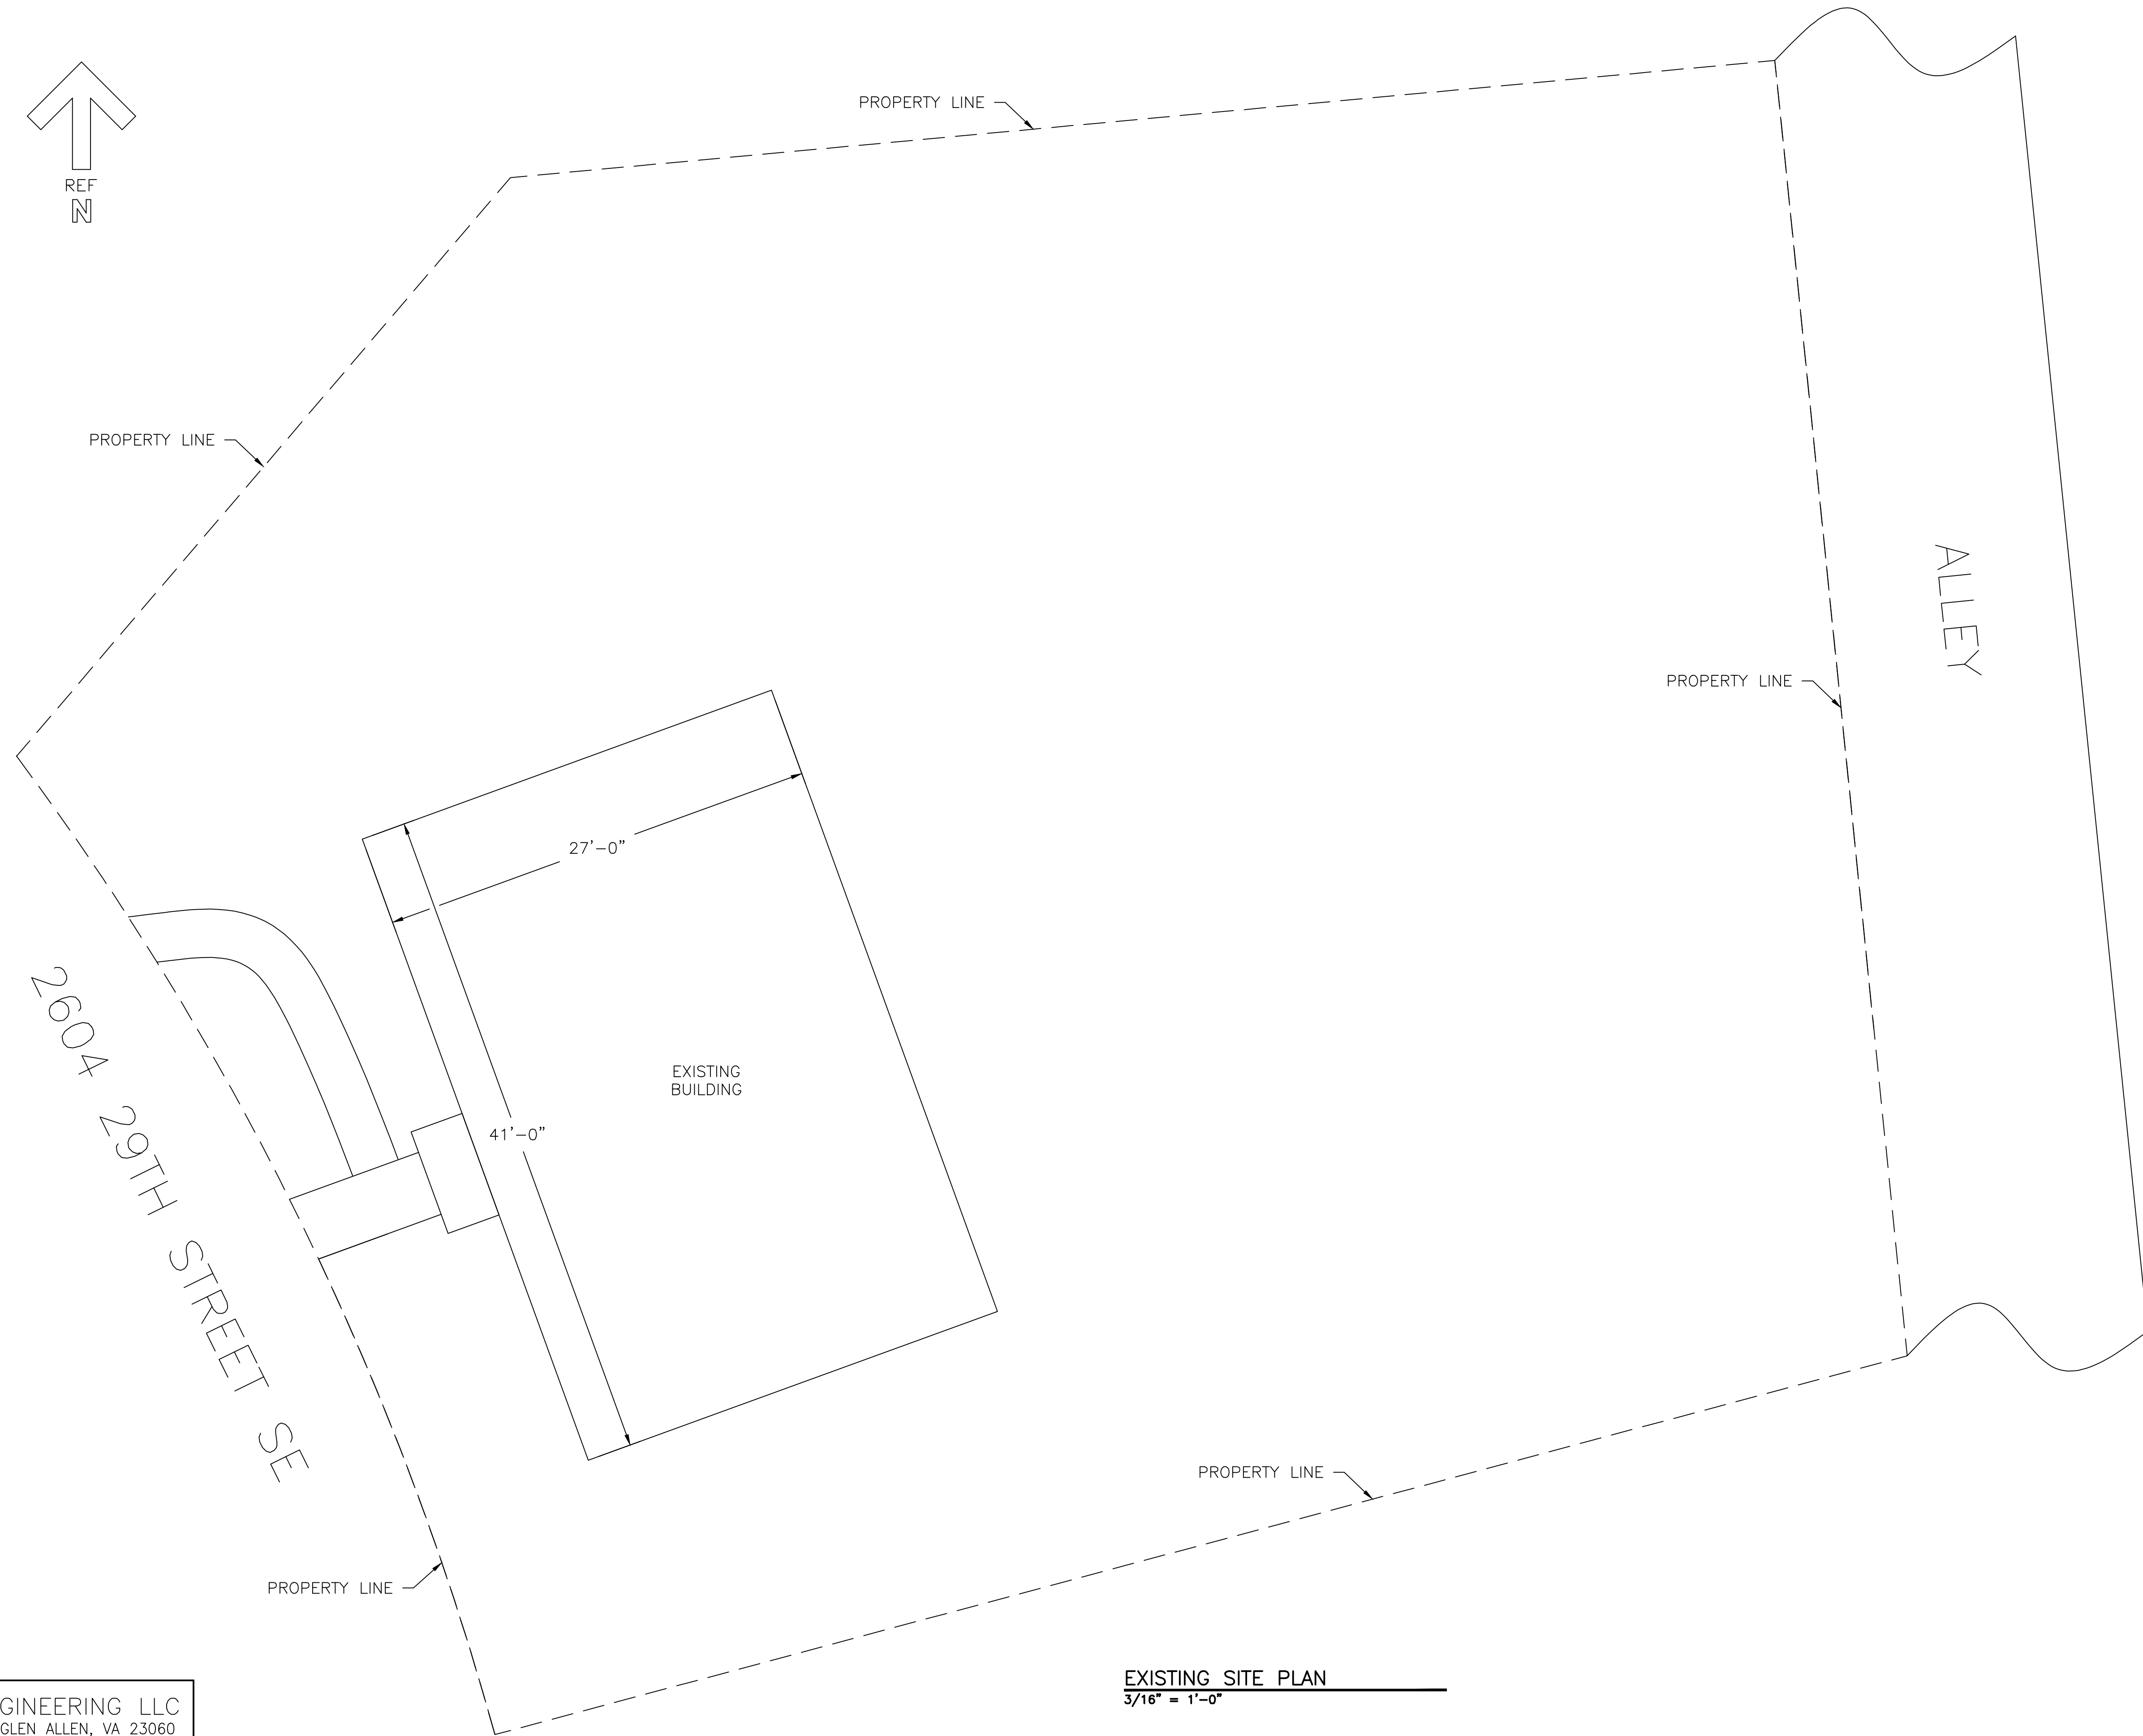 PROPERTY LINE
REF
N
PROPERTY LINE
ALLEY
PROPERTY LINE
27'-0"
2604 29TH STREET SE
EXISTING
BUILDING
41'-0"
PROPERTY LINE
PROPERTY LINE
EXISTING SITE PLAN
3/16" = 1'-0"
GINEERING LLC
GLEN ALLEN, VA 23060